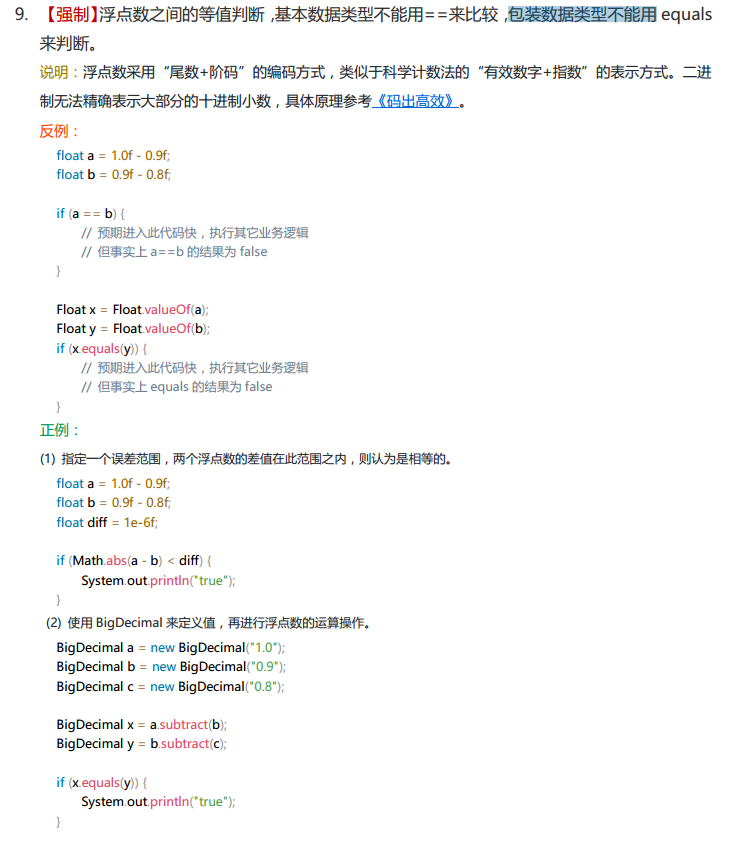 9. 【强制】浮点数之间的等值判断，基本数据类型不能用==来比较，包装数据类型不能用 equals
来判断。
说明：浮点数采用“尾数+阶码”的编码方式，类似于科学计数法的“有效数字+指数”的表示方式。二进
制无法精确表示大部分的十进制小数，具体原理参考《码出高效》。
反例：
float a = 1.0f - 0.9f;
float b = 0.9f - 0.8f;
if (a == b) {
// 预期进入此代码快，执行其它业务逻辑
// 但事实上 a==b 的结果为 false
}
Float x = Float.valueOf(a);
Float y = Float.valueOf(b);
if (x.equals(y)) {
// 预期进入此代码快，执行其它业务逻辑
// 但事实上 equals 的结果为 false
}
正例：
(1) 指定一个误差范围，两个浮点数的差值在此范围之内，则认为是相等的。
float a = 1.0f - 0.9f;
float b = 0.9f - 0.8f;
float diff = 1e-6f;
if (Math.abs(a - b) < diff) {
System.out.println("true");
}
(2) 使用 BigDecimal 来定义值，再进行浮点数的运算操作。
BigDecimal a = new BigDecimal("1.0");
BigDecimal b = new BigDecimal("0.9");
BigDecimal c = new BigDecimal("0.8");
BigDecimal x = a.subtract(b);
BigDecimal y = b.subtract(c);
if (x.equals(y)) {
System.out.println("true");
}